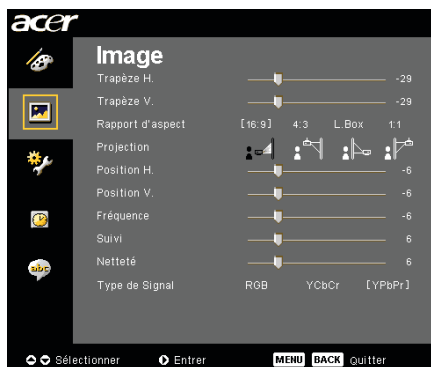 acer
Image
Trapèze H. -29
Trapèze V. -29
Rapport d'aspect [16:9] 4:3 L.Box 1:1
Projection
Position H. -6
Position V. -6
Fréquence -6
Suivi 6
Netteté 6
abc
Type de Signal RGB YCbCr [YPbPr]
Sélectionner Entrer MENU BACK Quitter